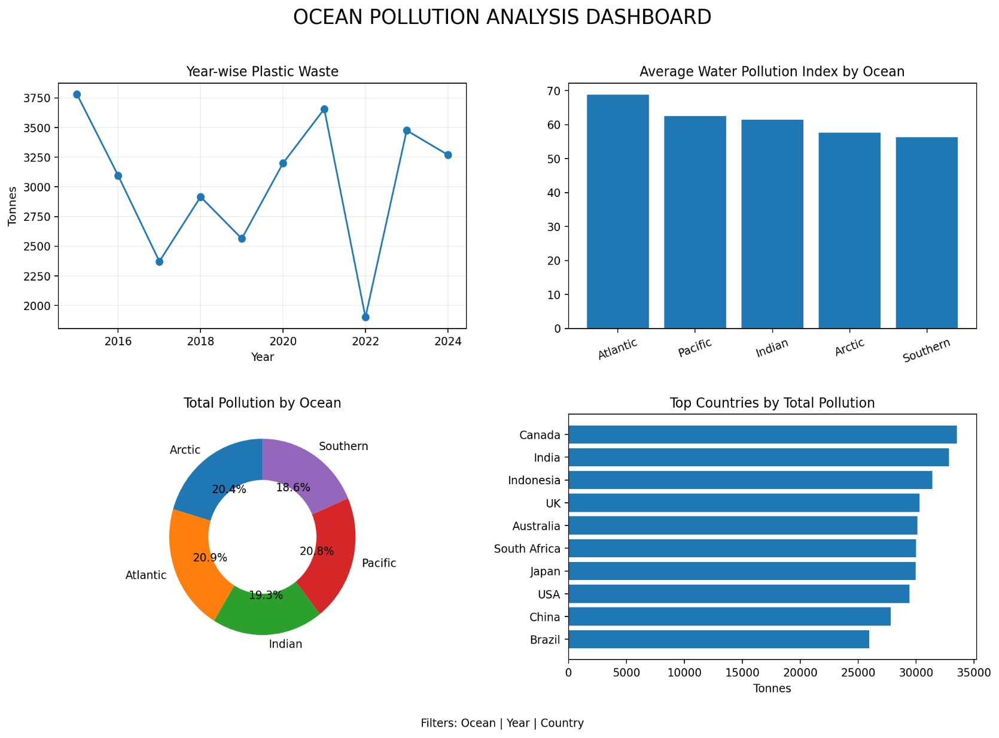 OCEAN POLLUTION ANALYSIS DASHBOARD
Year-wise Plastic Waste
Tonnes
3750
3500
3250
3000
2750
2500
2250
2000
2016 2018 2020 2022 2024
Year
Average Water Pollution Index by Ocean
70
60
50
40
30
20
10
0
Atlantic Pacific Indian Arctic Southern
Total Pollution by Ocean
Arctic
Southern
20.4%
18.6%
20.9%
20.8%
Atlantic
Pacific
19.3%
Indian
Top Countries by Total Pollution
Canada
India
Indonesia
UK
Australia
South Africa
Japan
USA
China
Brazil
0 5000 10000 15000 20000 25000 30000 35000
Tonnes
Filters: Ocean | Year | Country